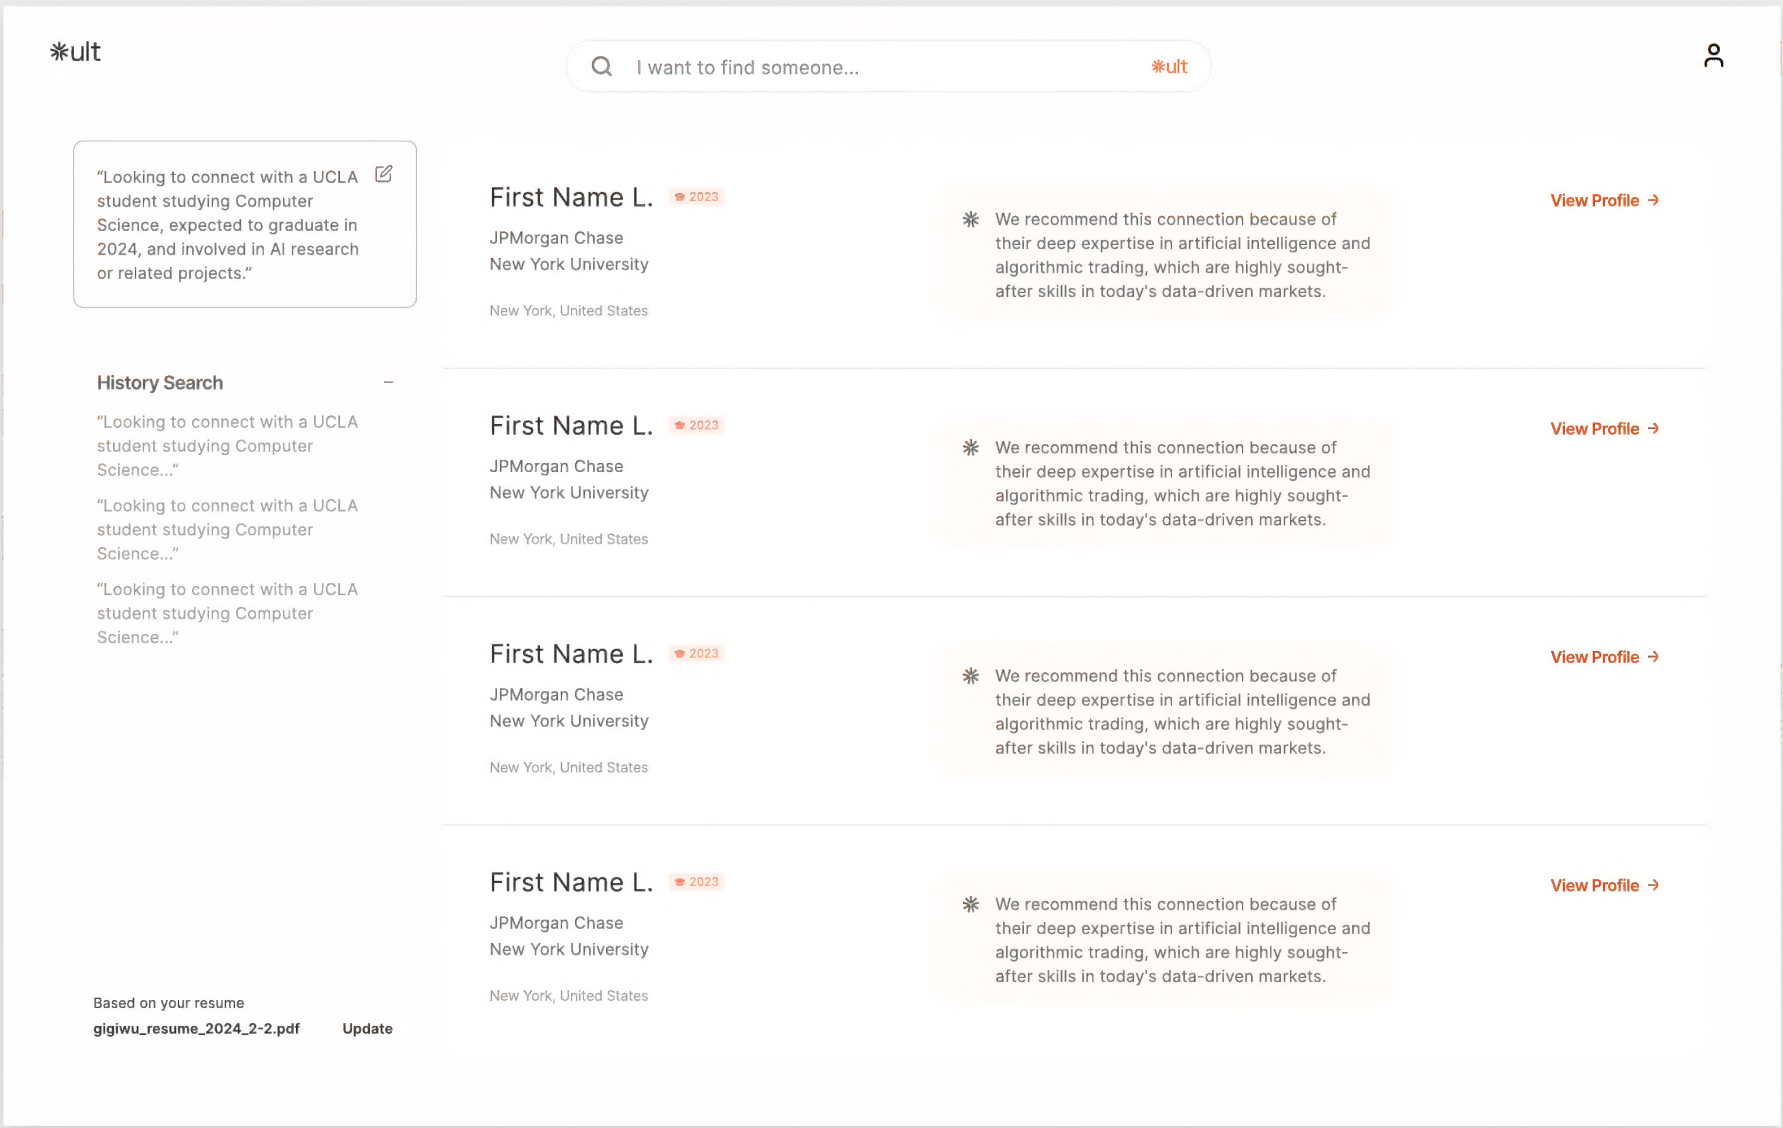 ✳ult
I want to find someone...
✳ult
“Looking to connect with a UCLA
student studying Computer
Science, expected to graduate in
2024, and involved in AI research
or related projects.”
History Search
“Looking to connect with a UCLA
student studying Computer
Science...”
“Looking to connect with a UCLA
student studying Computer
Science...”
“Looking to connect with a UCLA
student studying Computer
Science...”
Based on your resume
gigiwu_resume_2024_2-2.pdf Update
First Name L. 2023
JPMorgan Chase
New York University
New York, United States
We recommend this connection because of
their deep expertise in artificial intelligence and
algorithmic trading, which are highly sought-
after skills in today's data-driven markets.
View Profile →
First Name L. 2023
JPMorgan Chase
New York University
New York, United States
We recommend this connection because of
their deep expertise in artificial intelligence and
algorithmic trading, which are highly sought-
after skills in today's data-driven markets.
View Profile →
First Name L. 2023
JPMorgan Chase
New York University
New York, United States
We recommend this connection because of
their deep expertise in artificial intelligence and
algorithmic trading, which are highly sought-
after skills in today's data-driven markets.
View Profile →
First Name L. 2023
JPMorgan Chase
New York University
New York, United States
We recommend this connection because of
their deep expertise in artificial intelligence and
algorithmic trading, which are highly sought-
after skills in today's data-driven markets.
View Profile →